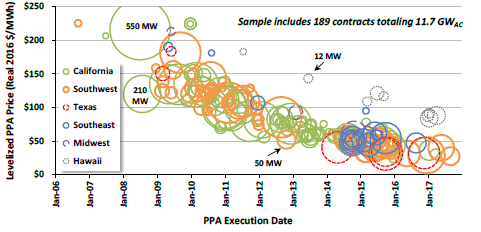 Levelized PPA Price (Real 2016 $/MWh)
$250
$200
$150
$100
$50
$0
550 MW
Sample includes 189 contracts totaling 11.7 GWAC
12 MW
210
MW
50 MW
California
Southwest
Texas
Southeast
Midwest
Hawaii
Jan-06
Jan-07
Jan-08
Jan-09
Jan-10
Jan-11
Jan-12
Jan-13
Jan-14
Jan-15
Jan-16
Jan-17
PPA Execution Date